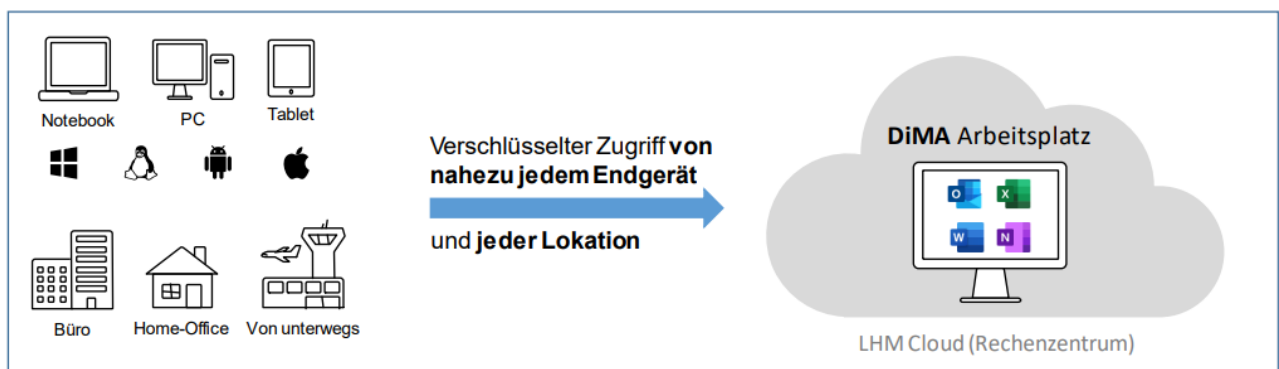 Notebook
PC
Tablet
Büro
Home-Office
Von unterwegs
Verschlüsselter Zugriff von
nahezu jedem Endgerät
und jeder Lokation
DiMA Arbeitsplatz
O
X
W
N
LHM Cloud (Rechenzentrum)